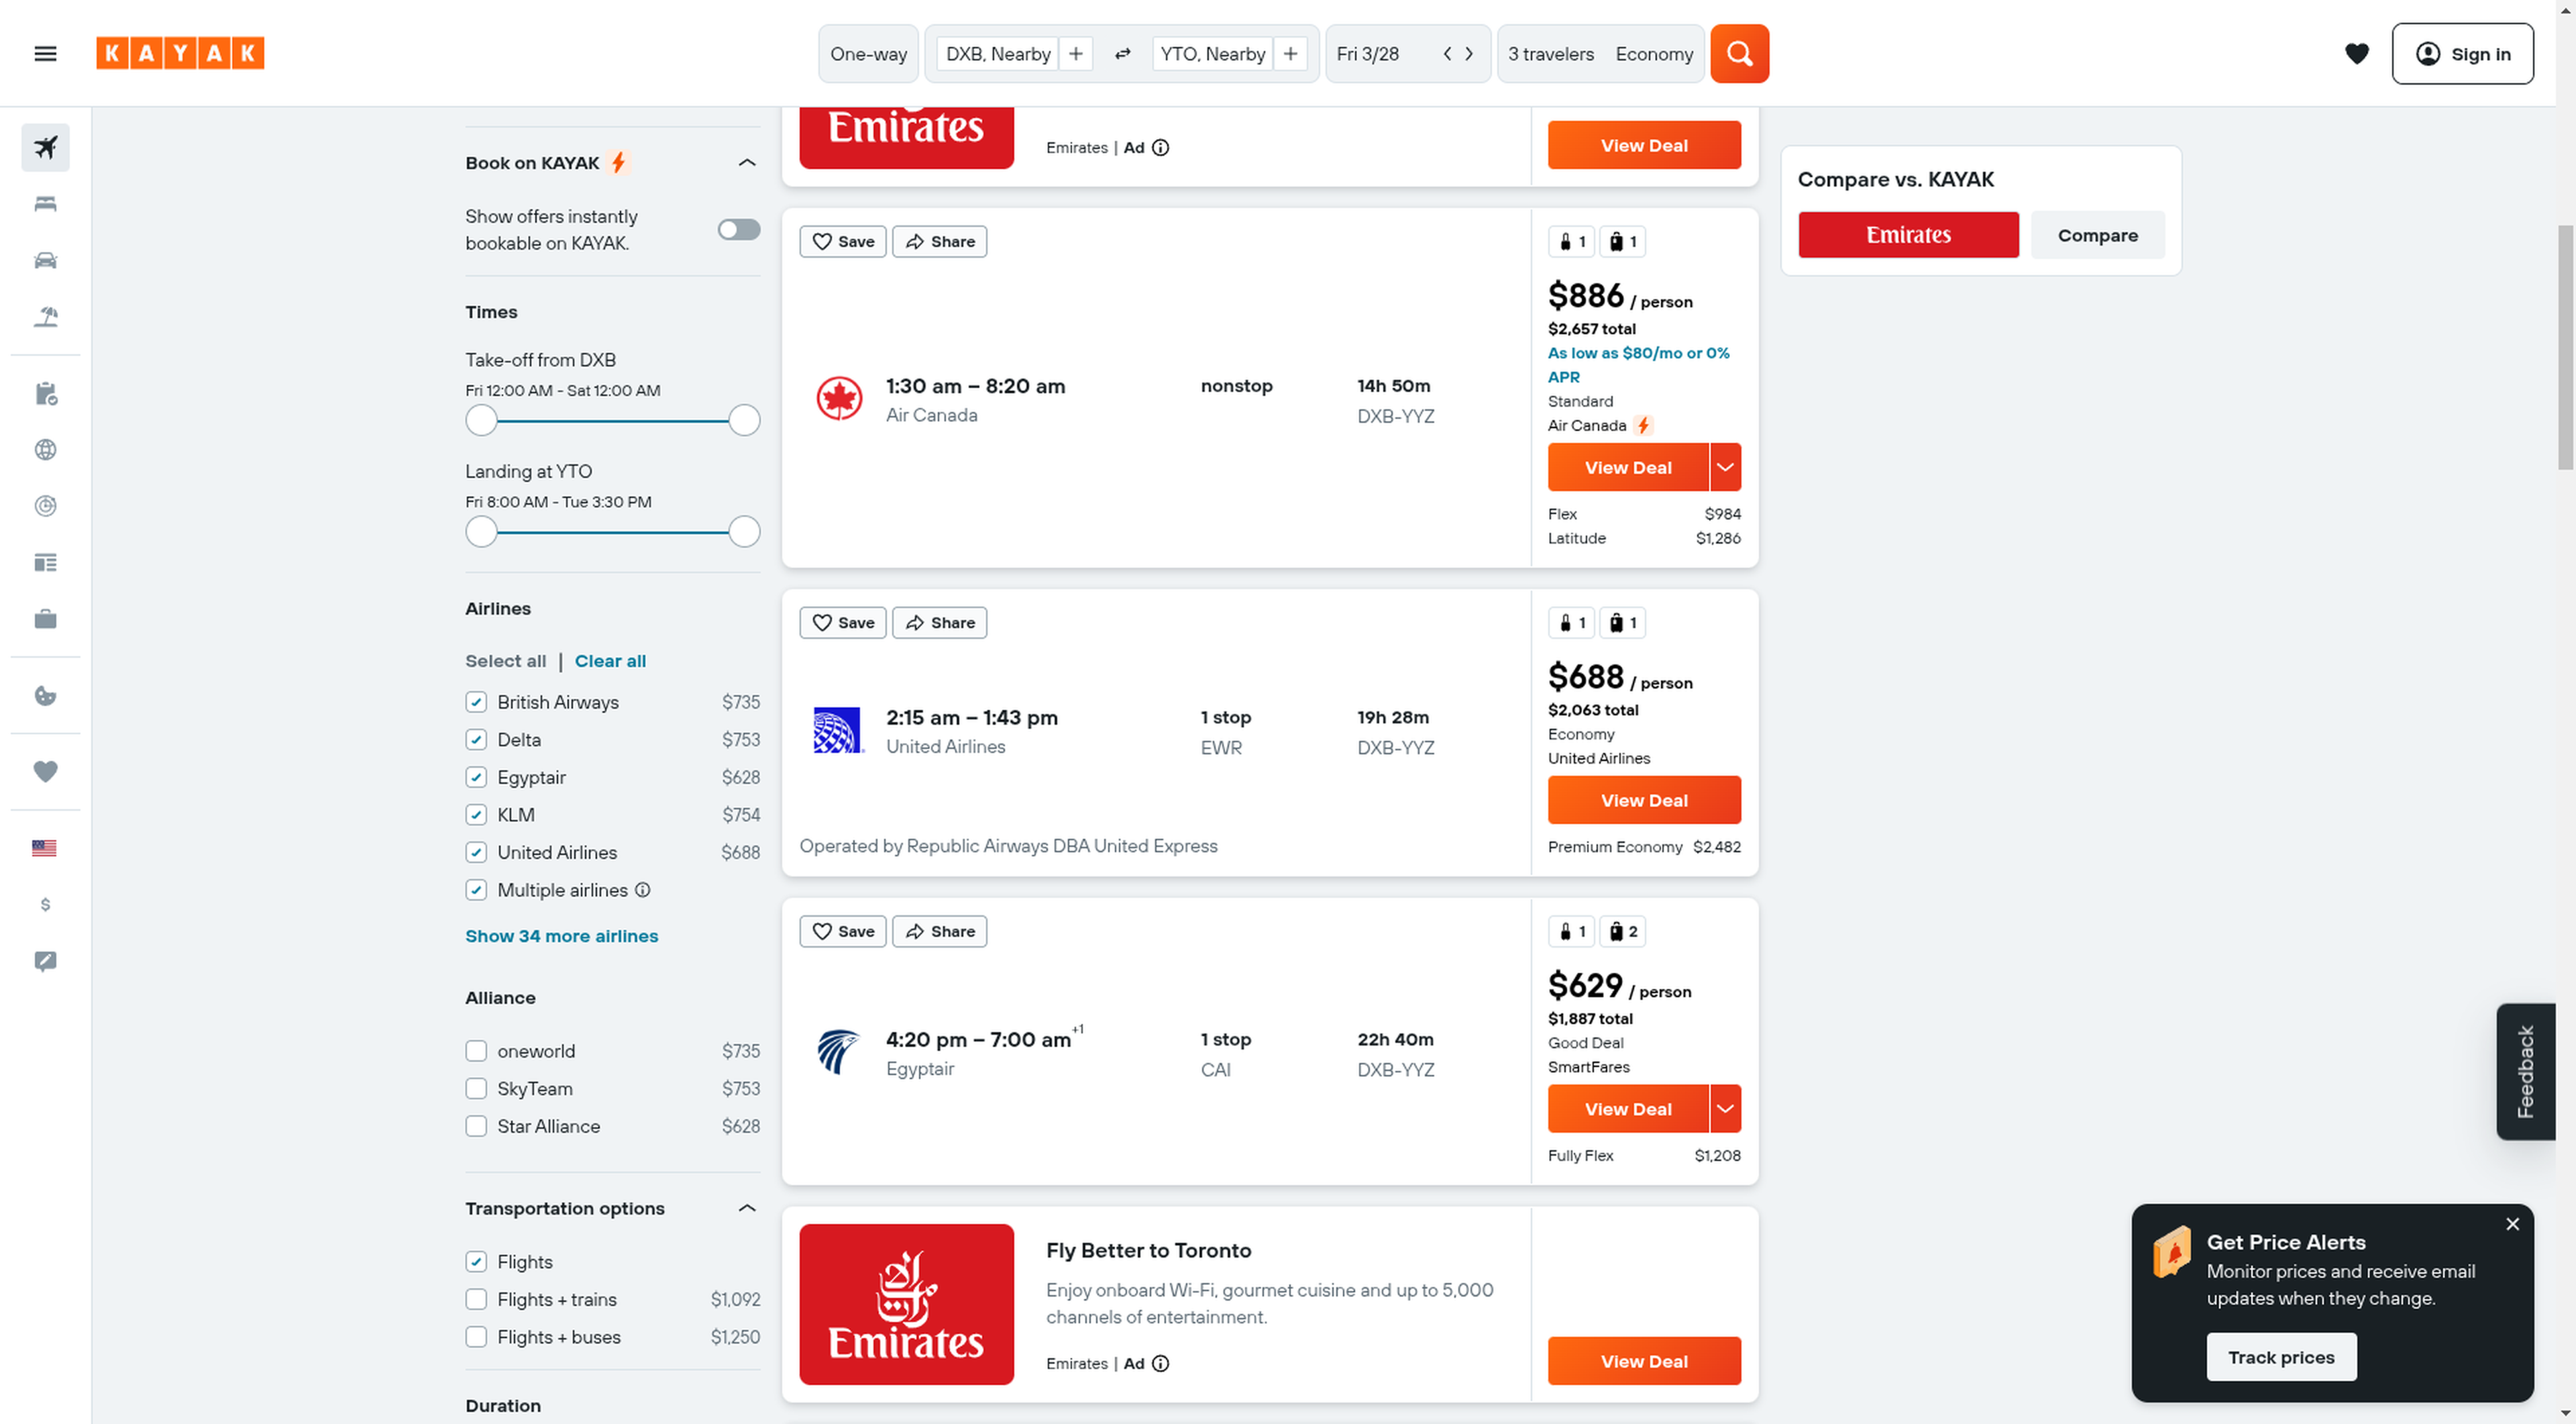 KAYAK
One-way
DXB, Nearby
YTO, Nearby
Fri 3/28
3 travelers Economy
Sign in
Book on KAYAK
Show offers instantly
bookable on KAYAK.
Times
Take-off from DXB
Fri 12:00 AM - Sat 12:00 AM
Landing at YTO
Fri 8:00 AM - Tue 3:30 PM
Airlines
Select all | Clear all
British Airways $735
Delta $753
Egyptair $628
KLM $754
United Airlines $688
Multiple airlines
Show 34 more airlines
Alliance
oneworld $735
SkyTeam $753
Star Alliance $628
Transportation options
Flights
Flights + trains $1,092
Flights + buses $1,250
Duration
$
Emirates
Emirates | Ad
View Deal
Save Share
1:30 am – 8:20 am
Air Canada
nonstop
14h 50m
DXB-YYZ
1 1
$886 / person
$2,657 total
As low as $80/mo or 0%
APR
Standard
Air Canada
View Deal
Flex $984
Latitude $1,286
Save Share
2:15 am – 1:43 pm
United Airlines
1 stop
EWR
19h 28m
DXB-YYZ
Operated by Republic Airways DBA United Express
1 1
$688 / person
$2,063 total
Economy
United Airlines
View Deal
Premium Economy $2,482
Save Share
4:20 pm – 7:00 am+1
Egyptair
1 stop
CAI
22h 40m
DXB-YYZ
1 2
$629 / person
$1,887 total
Good Deal
SmartFares
View Deal
Fully Flex $1,208
Emirates
Fly Better to Toronto
Enjoy onboard Wi-Fi, gourmet cuisine and up to 5,000
channels of entertainment.
Emirates | Ad
View Deal
Compare vs. KAYAK
Emirates
Compare
Feedback
Get Price Alerts
Monitor prices and receive email
updates when they change.
Track prices